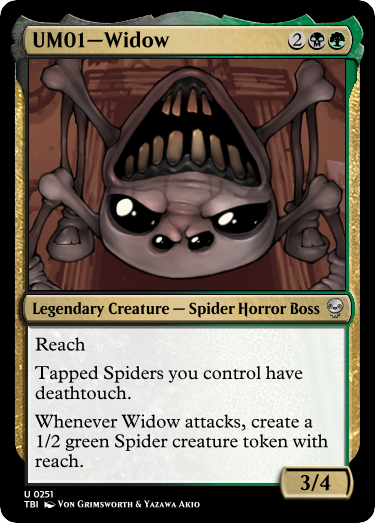 UM01—Widow 2
Legendary Creature — Spider Horror Boss
Reach
Tapped Spiders you control have
deathtouch.
Whenever Widow attacks, create a
1/2 green Spider creature token with
reach.
3/4
U 0251
TBI Von Grimsworth & Yazawa Akio